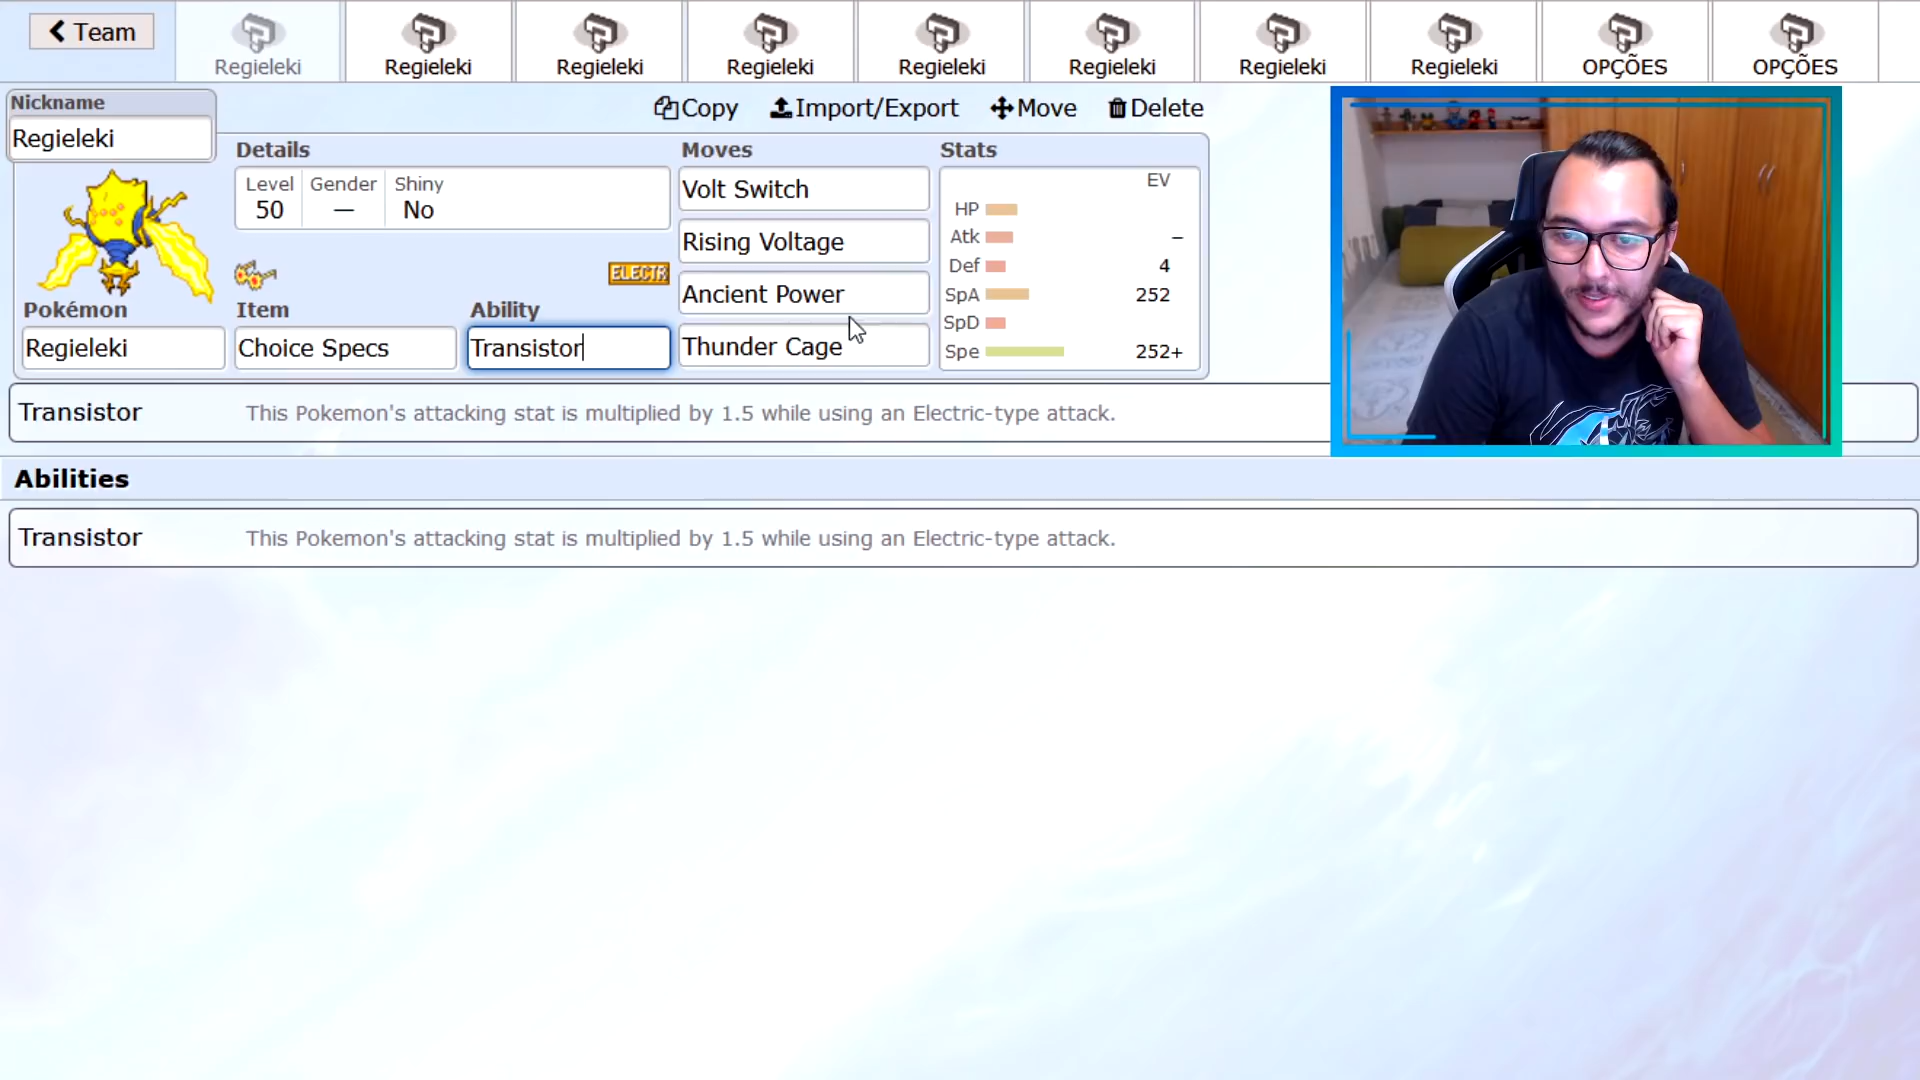 Team
Regieleki
Regieleki
Regieleki
Regieleki
Regieleki
Regieleki
Regieleki
Regieleki
OPÇÕES
OPÇÕES
Nickname
Regieleki
Copy
Import/Export
Move
Delete
Details
Level
50
Gender
—
Shiny
No
ELECTR
Pokémon
Regieleki
Item
Choice Specs
Ability
Transistor
Moves
Volt Switch
Rising Voltage
Ancient Power
Thunder Cage
Stats
EV
HP
Atk –
Def 4
SpA 252
SpD
Spe 252+
Transistor This Pokemon's attacking stat is multiplied by 1.5 while using an Electric-type attack.
Abilities
Transistor This Pokemon's attacking stat is multiplied by 1.5 while using an Electric-type attack.